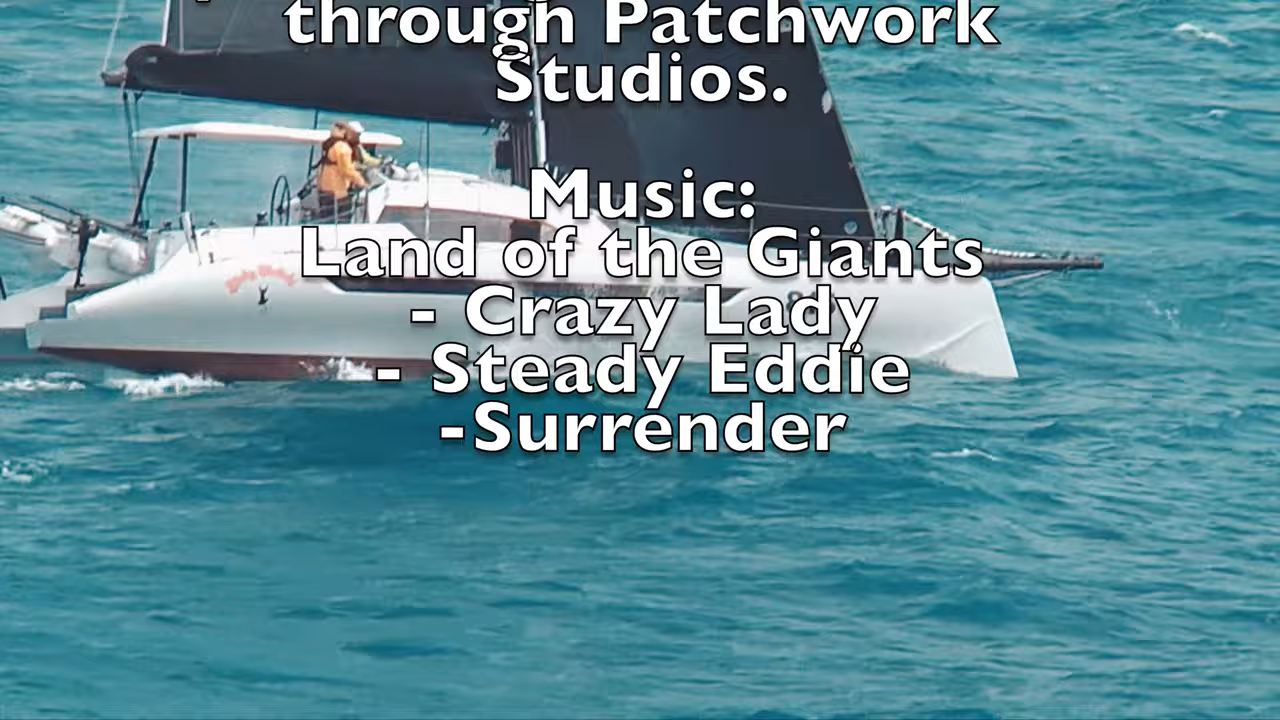 through Patchwork
Studios.
Music:
Land of the Giants
- Crazy Lady
- Steady Eddie
-Surrender